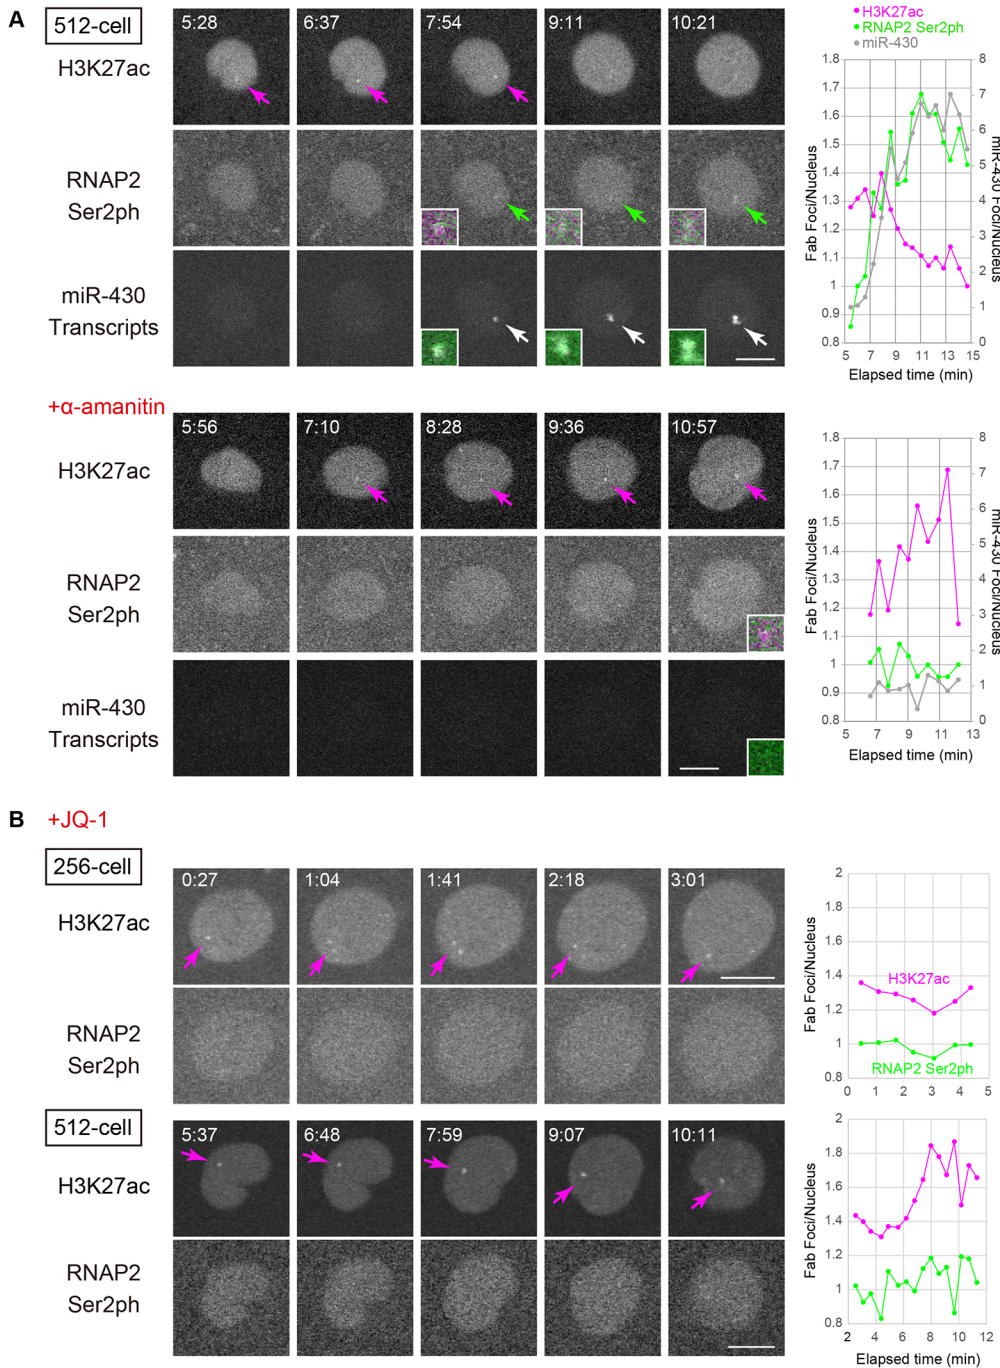 A
512-cell
H3K27ac
RNAP2
Ser2ph
miR-430
Transcripts
5:28
6:37
7:54
9:11
10:21
H3K27ac
RNAP2 Ser2ph
miR-430
Fab Foci/Nucleus
miR-430 Foci/Nucleus
1.8
1.7
1.6
1.5
1.4
1.3
1.2
1.1
1
0.9
0.8
8
7
6
5
4
3
2
1
0
5
7
9
11
13
15
Elapsed time (min)
+α-amanitin
H3K27ac
RNAP2
Ser2ph
miR-430
Transcripts
5:56
7:10
8:28
9:36
10:57
Fab Foci/Nucleus
miR-430 Foci/Nucleus
1.8
1.7
1.6
1.5
1.4
1.3
1.2
1.1
1
0.9
0.8
8
7
6
5
4
3
2
1
0
5
7
9
11
13
Elapsed time (min)
B
+JQ-1
256-cell
H3K27ac
RNAP2
Ser2ph
0:27
1:04
1:41
2:18
3:01
Fab Foci/Nucleus
2
1.8
1.6
1.4
1.2
1
0.8
H3K27ac
RNAP2 Ser2ph
0
1
2
3
4
5
512-cell
H3K27ac
RNAP2
Ser2ph
5:37
6:48
7:59
9:07
10:11
Fab Foci/Nucleus
2
1.8
1.6
1.4
1.2
1
0.8
2
4
6
8
10
12
Elapsed time (min)